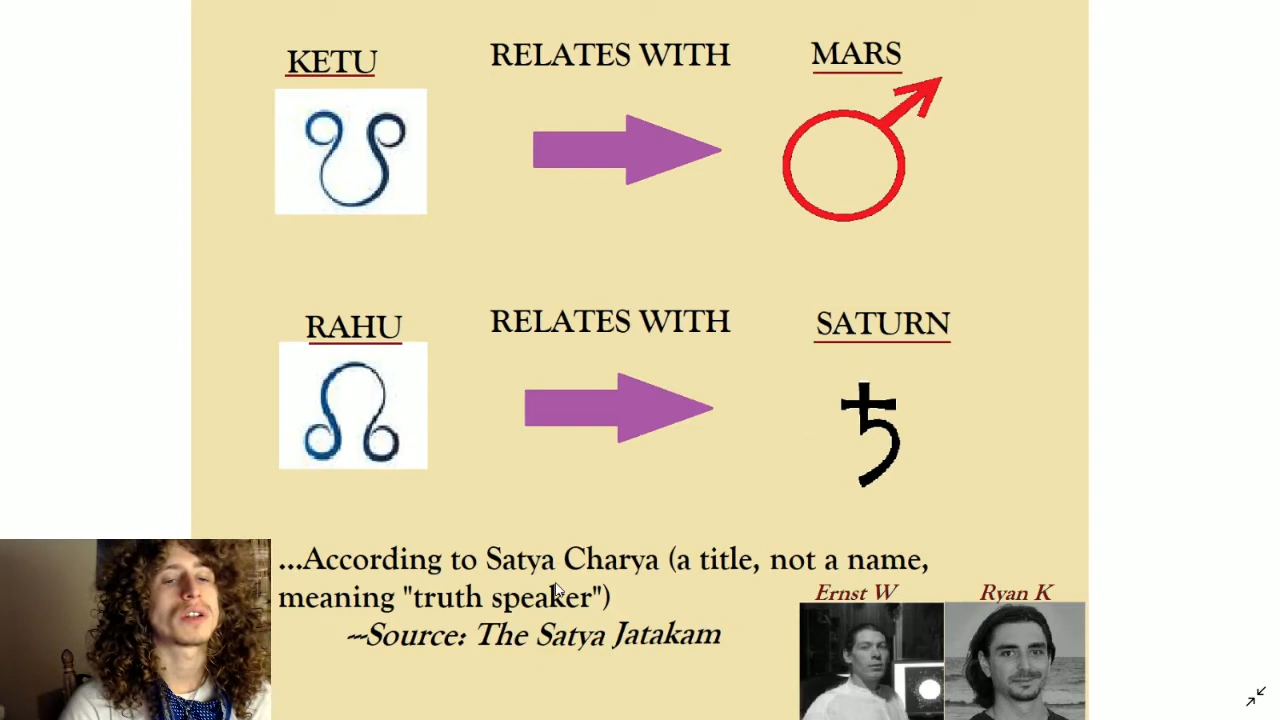 KETU RELATES WITH MARS
RAHU RELATES WITH SATURN
...According to Satya Charya (a title, not a name,
meaning "truth speaker")
~~Source: The Satya Jatakam
Ernst W Ryan K